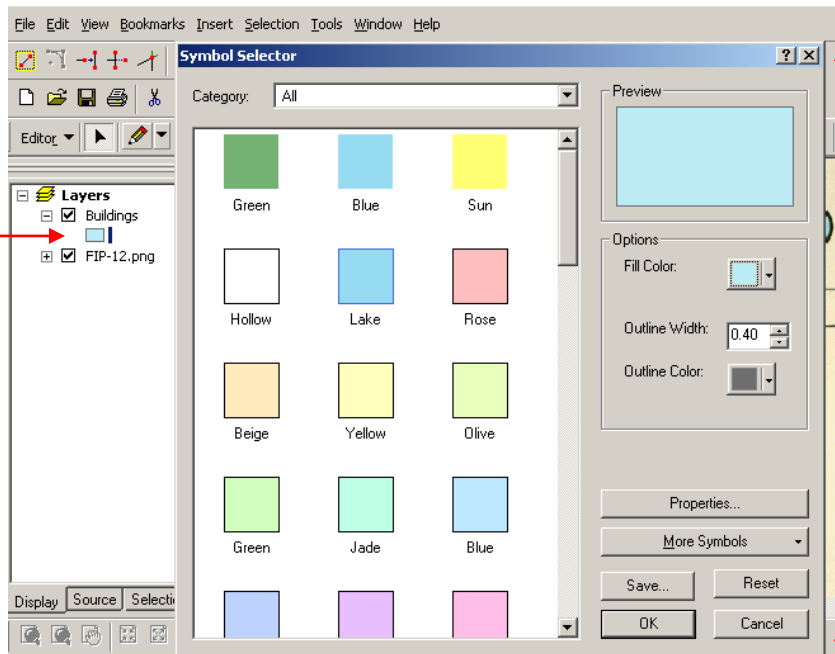 File Edit View Bookmarks Insert Selection Tools Window Help
Symbol Selector
Editor
Layers
Buildings
FIP-12.png
Display Source Selecti
Category: All
Green Blue Sun
Hollow Lake Rose
Beige Yellow Olive
Green Jade Blue
Preview
Options
Fill Color:
Outline Width: 0.40
Outline Color:
Properties...
More Symbols
Save... Reset
OK Cancel